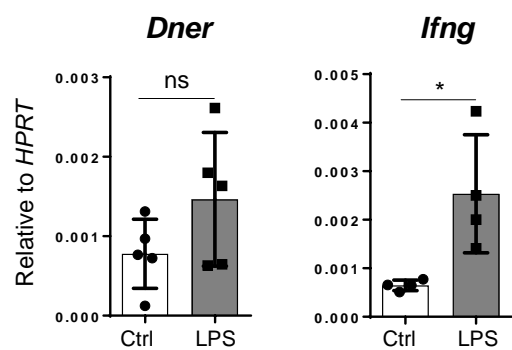 Dner
Ifng
Relative to HPRT
0.003
0.002
0.001
0.000
ns
Ctrl
LPS
0.005
0.004
0.003
0.002
0.001
0.000
*
Ctrl
LPS